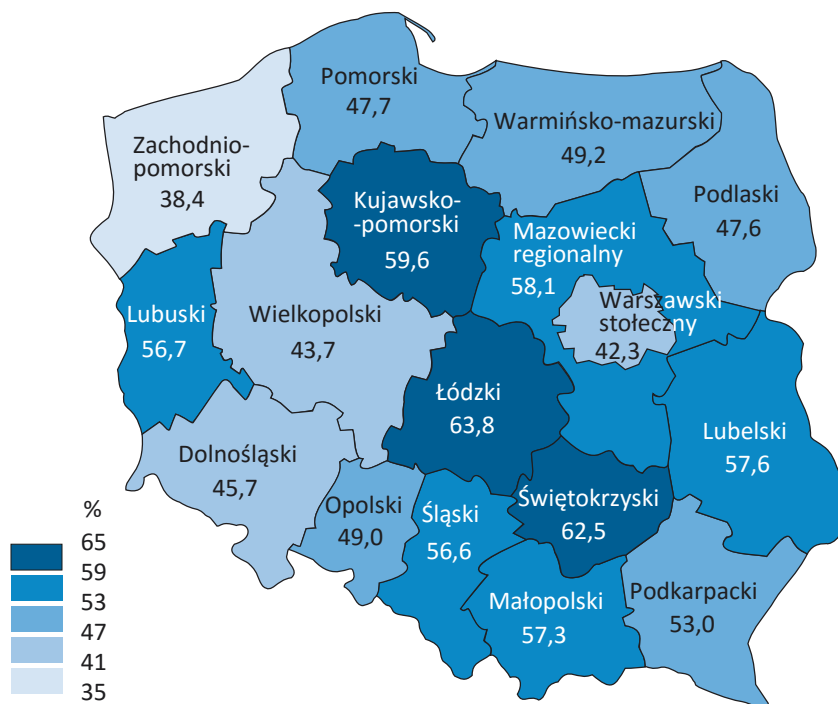 Pomorski
47,7
Warmińsko-mazurski
49,2
Zachodnio-
pomorski
38,4
Podlaski
47,6
Kujawsko-
-pomorski
59,6
Mazowiecki
regionalny
58,1
Warszawski
stołeczny
42,3
Lubuski
56,7
Wielkopolski
43,7
Łódzki
63,8
Lubelski
57,6
Dolnośląski
45,7
Opolski
49,0
Śląski
56,6
Świętokrzyski
62,5
Małopolski
57,3
Podkarpacki
53,0
%
65
59
53
47
41
35